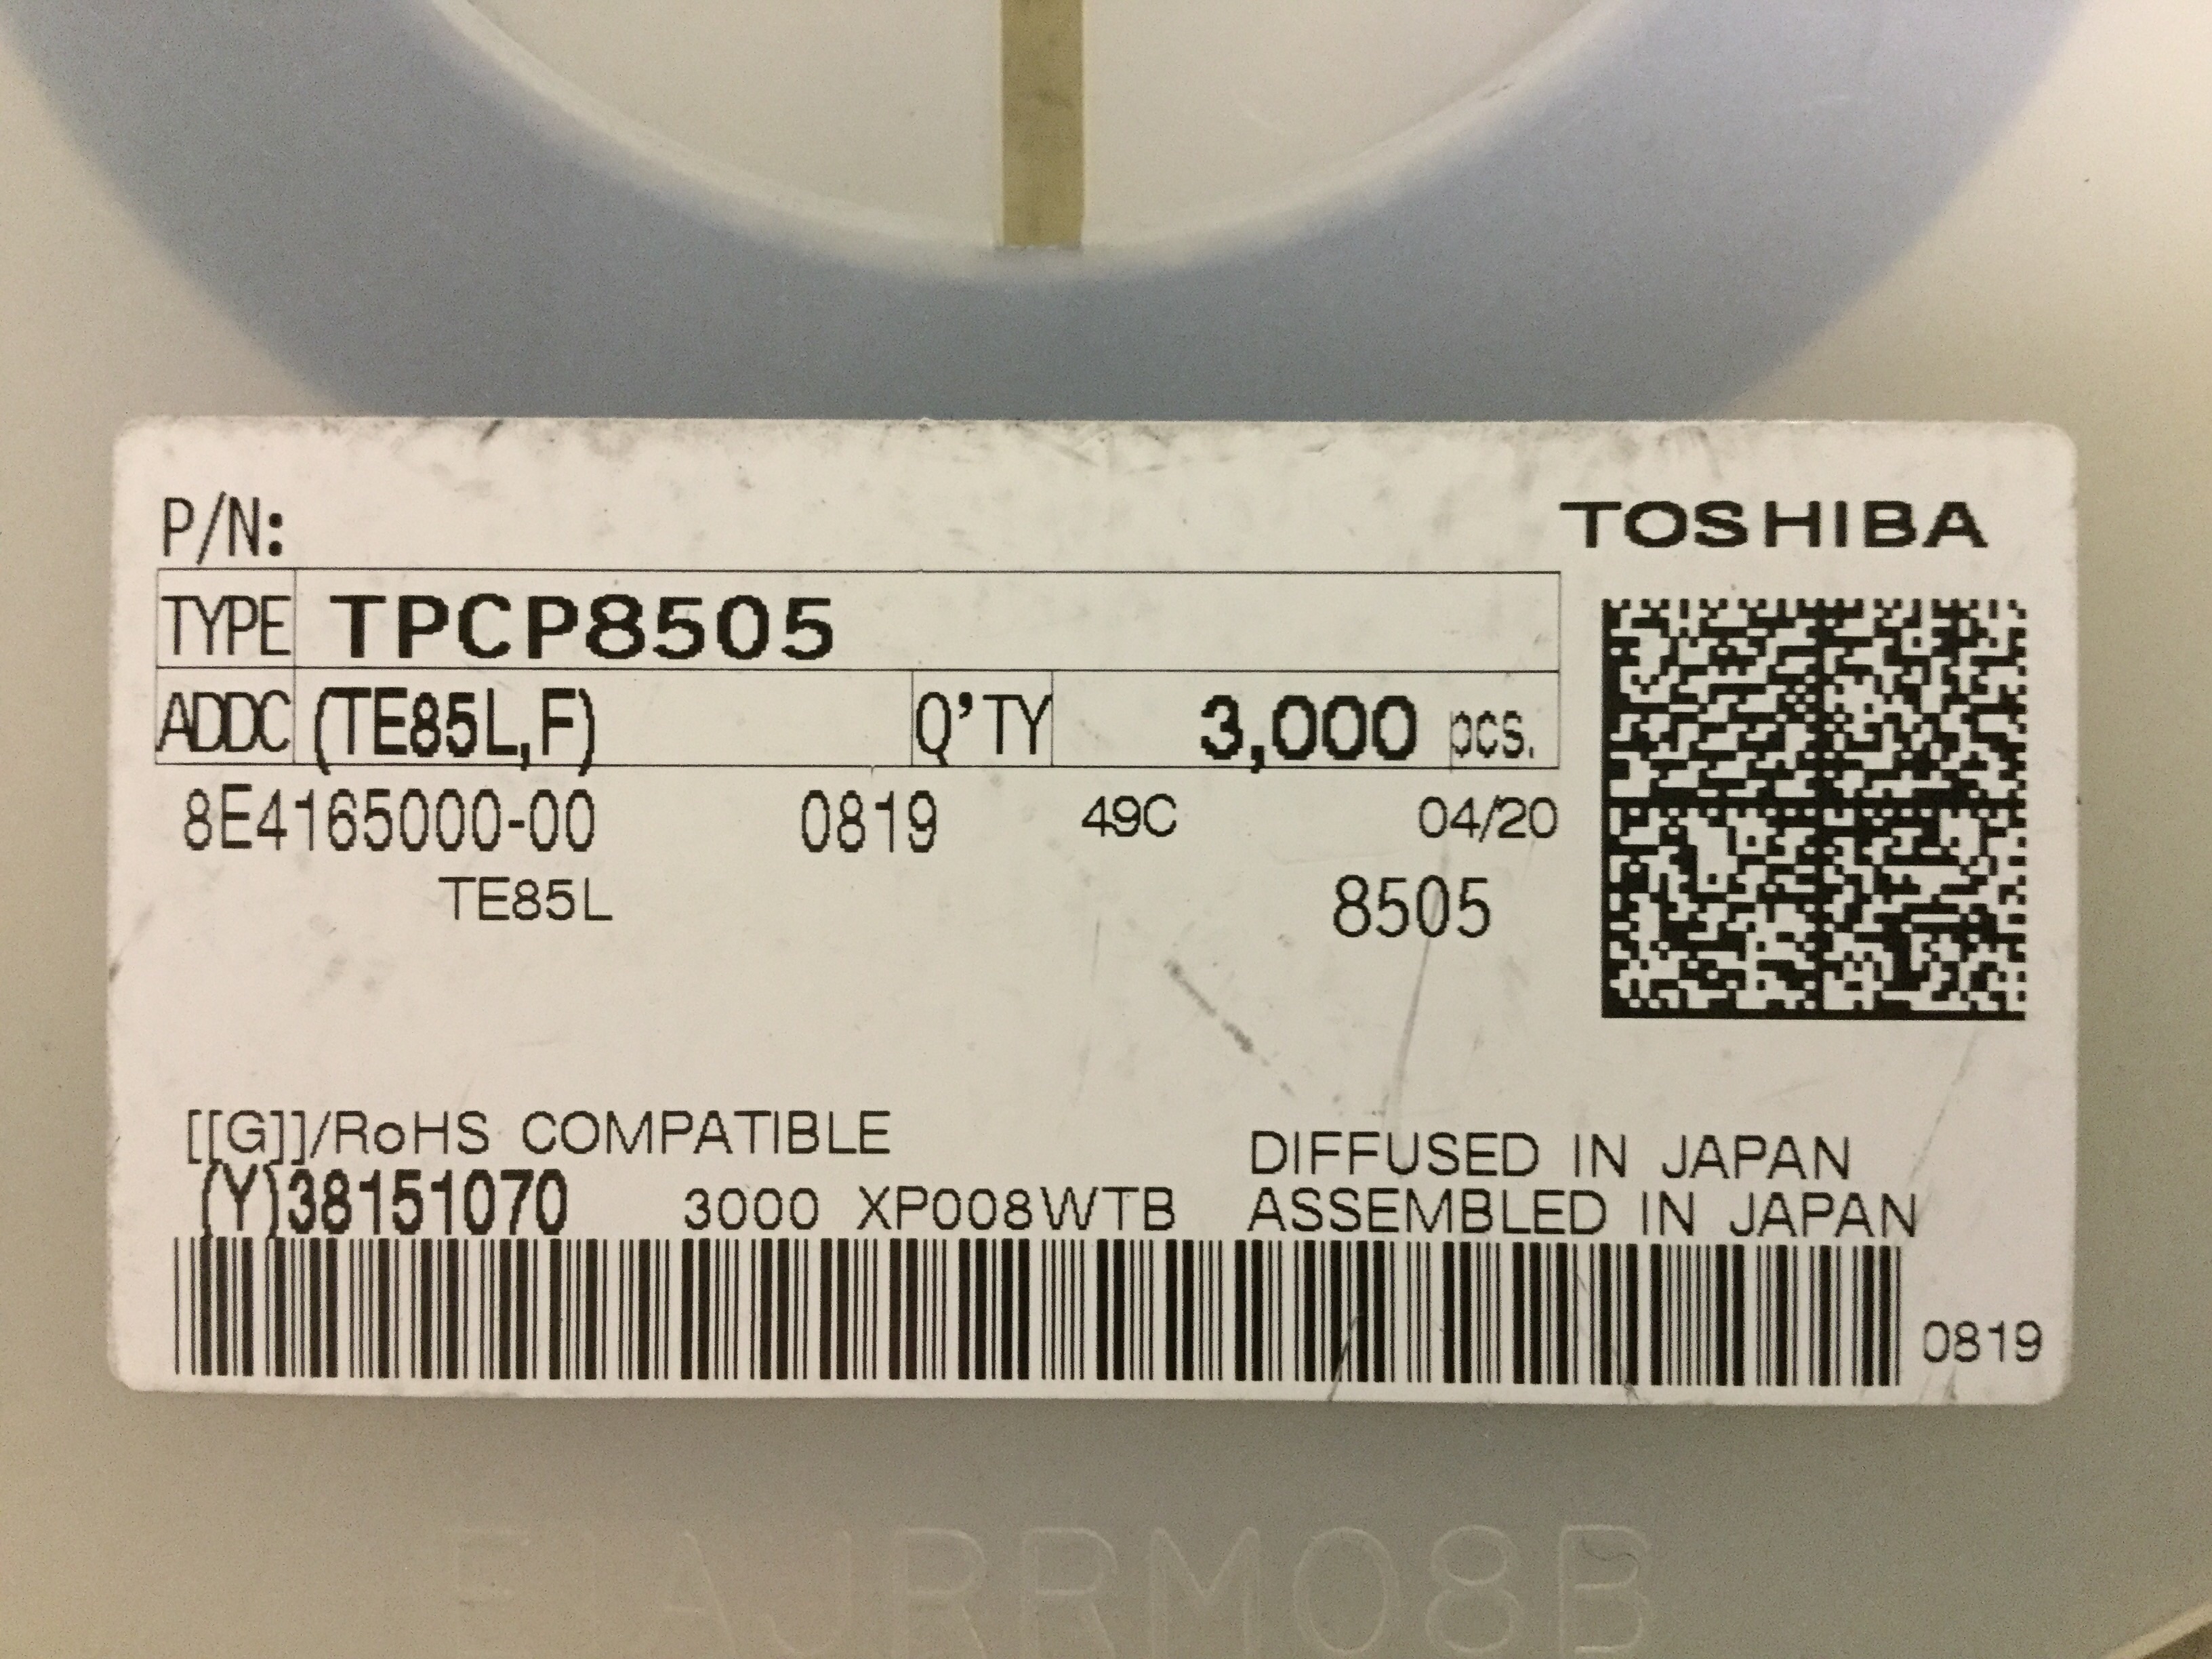 P/N:
TOSHIBA
TYPE TPCP8505
ADDC (TE85L,F) Q'TY 3,000 pcs.
8E4165000-00 0819 49C 04/20
TE85L 8505
[[G]]/RoHS COMPATIBLE
DIFFUSED IN JAPAN
(Y)38151070 3000 XP008WTB ASSEMBLED IN JAPAN
0819
EIAJRRM08B